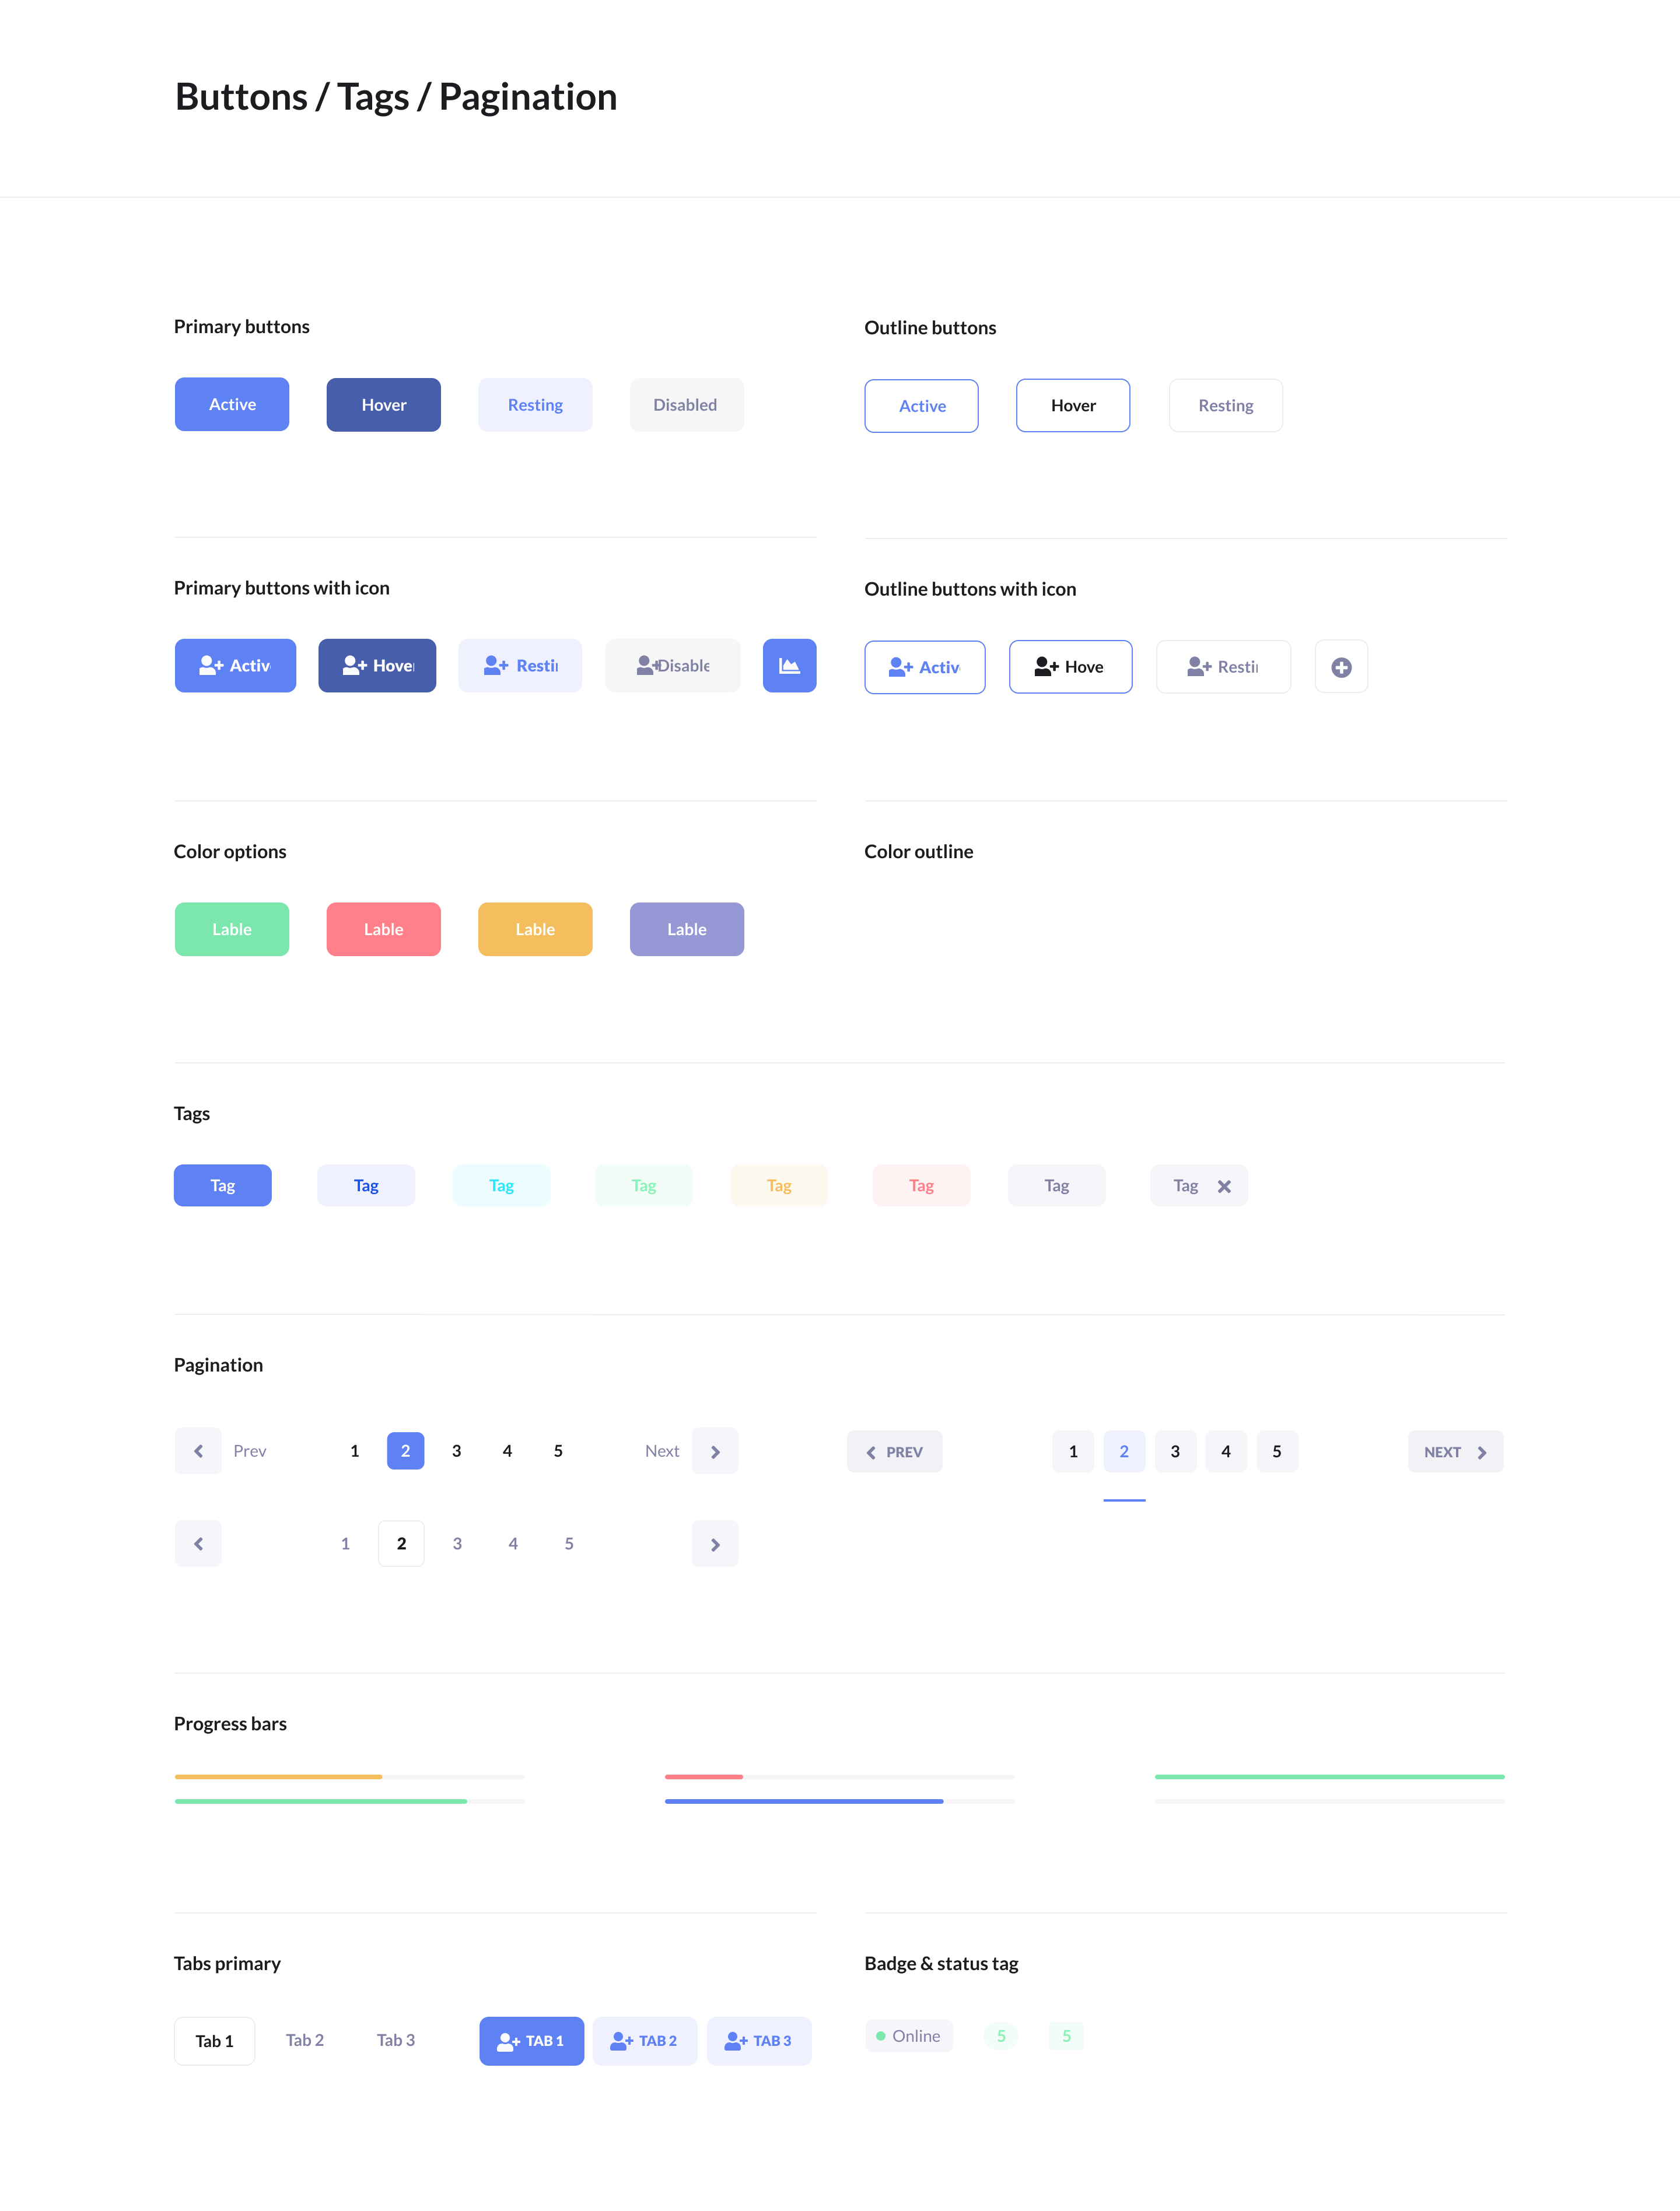 Buttons / Tags / Pagination
Primary buttons
Active Hover Resting Disabled
Outline buttons
Active Hover Resting
Primary buttons with icon
Activ Hove Resti Disable
Outline buttons with icon
Activ Hove Resti
Color options
Lable Lable Lable Lable
Color outline
Tags
Tag Tag Tag Tag Tag Tag Tag Tag
Pagination
Prev 1 2 3 4 5 Next
PREV 1 2 3 4 5 NEXT
1 2 3 4 5
Progress bars
Tabs primary
Tab 1 Tab 2 Tab 3 TAB 1 TAB 2 TAB 3
Badge & status tag
Online 5 5